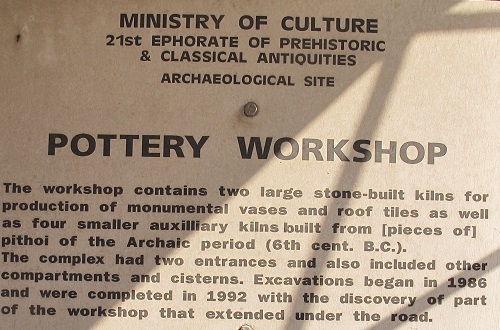 MINISTRY OF CULTURE
21st EPHORATE OF PREHISTORIC
& CLASSICAL ANTIQUITIES
ARCHAEOLOGICAL SITE
POTTERY WORKSHOP
The workshop contains two large stone-built kilns for
production of monumental vases and roof tiles as well
as four smaller auxilliary kilns built from [pieces of]
pithoi of the Archaic period (6th cent. B.C.).
The complex had two entrances and also included other
compartments and cisterns. Excavations began in 1986
and were completed in 1992 with the discovery of part
of the workshop that extended under the road.